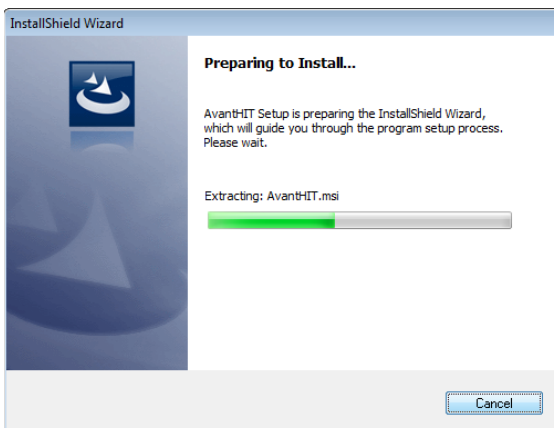 InstallShield Wizard
Preparing to Install...
AvantHIT Setup is preparing the InstallShield Wizard,
which will guide you through the program setup process.
Please wait.
Extracting: AvantHIT.msi
Cancel